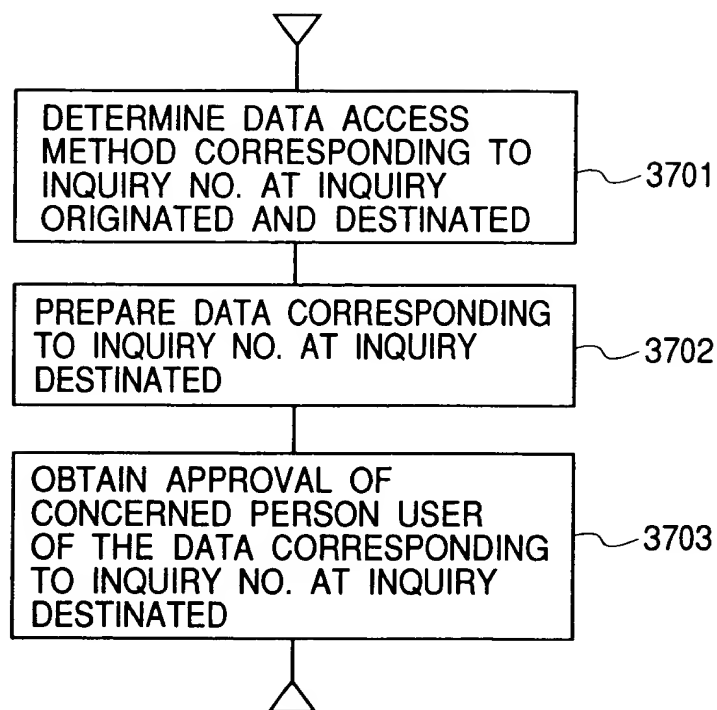 DETERMINE DATA ACCESS
METHOD CORRESPONDING TO
INQUIRY NO. AT INQUIRY
ORIGINATED AND DESTINATED
3701
PREPARE DATA CORRESPONDING
TO INQUIRY NO. AT INQUIRY
DESTINATED
3702
OBTAIN APPROVAL OF
CONCERNED PERSON USER
OF THE DATA CORRESPONDING
TO INQUIRY NO. AT INQUIRY
DESTINATED
3703